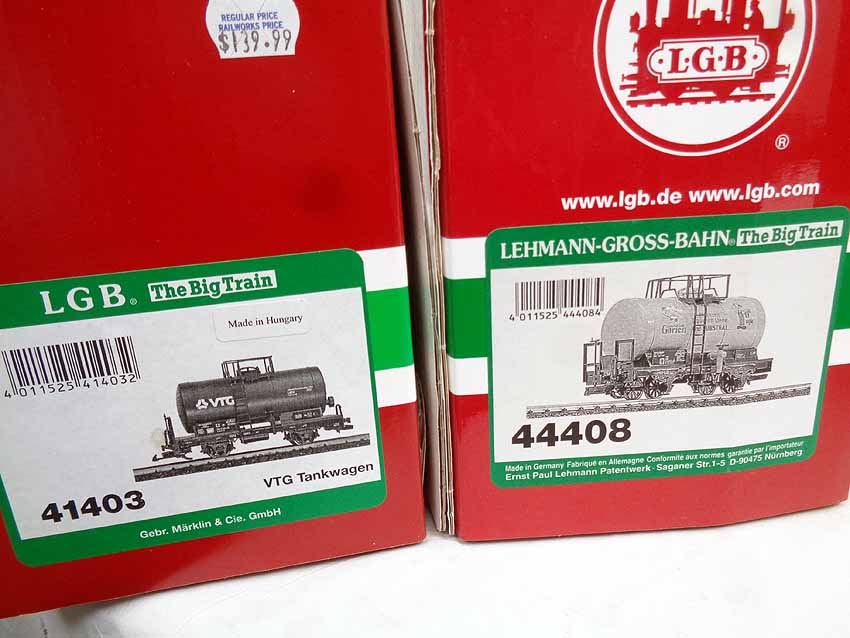 REGULAR PRICE
RAILWORKS PRICE
$139.99
LGB® The Big Train
Made in Hungary
4 011525 414032
VTG
41403
VTG Tankwagen
Gebr. Märklin & Cie. GmbH
L·G·B·
®
www.lgb.de www.lgb.com
LEHMANN-GROSS-BAHN® The Big Train
4 011525 444084
Garten
44408
Made in Germany Fabriqué en Allemagne Conformité aux normes garantie par l'importateur
Ernst Paul Lehmann Patentwerk · Saganer Str.1-5 D-90475 Nürnberg